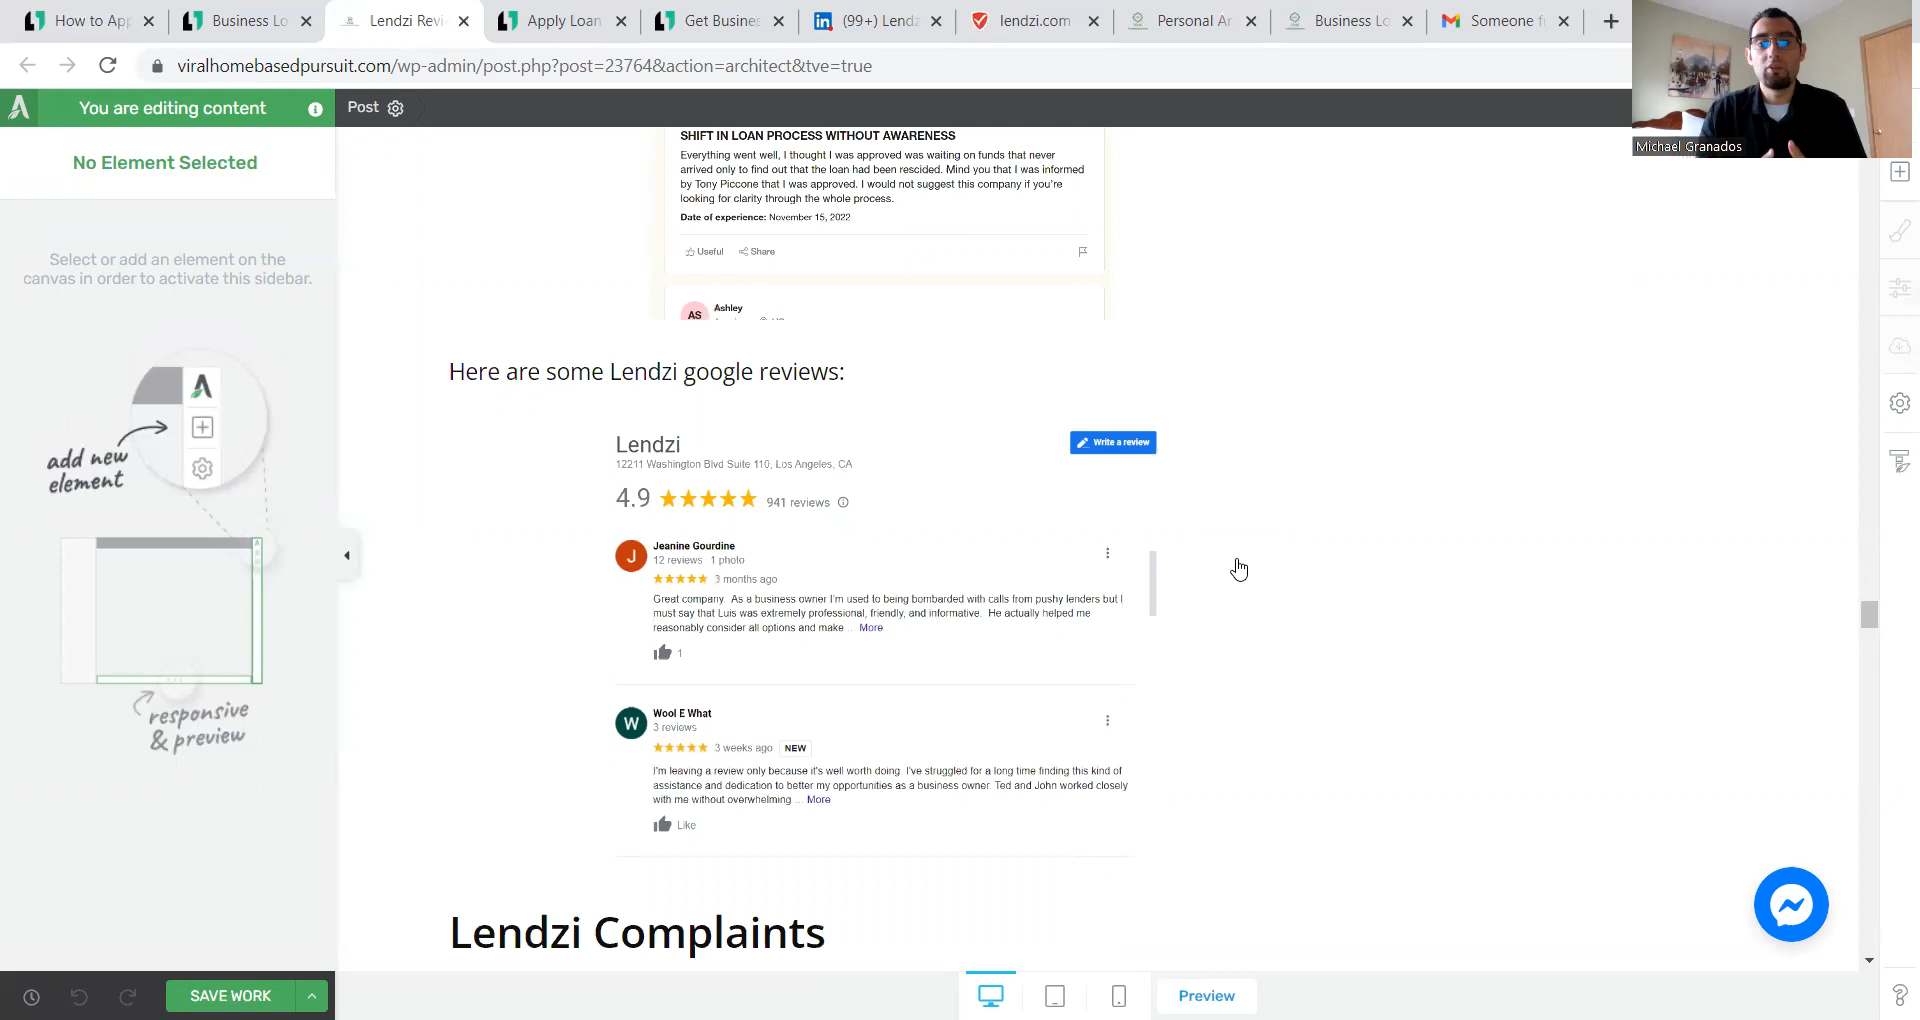 How to App
Business Lo
Lendzi Revi
Apply Loan
Get Busines
(99+) Lendz
lendzi.com
Personal An
Business Lo
Someone f
viralhomebasedpursuit.com/wp-admin/post.php?post=23764&action=architect&tve=true
You are editing content
Post
Michael Granados
No Element Selected
Select or add an element on the
canvas in order to activate this sidebar.
add new
element
responsive
& preview
SHIFT IN LOAN PROCESS WITHOUT AWARENESS
Everything went well, I thought I was approved was waiting on funds that never
arrived only to find out that the loan had been rescided. Mind you that I was informed
by Tony Piccone that I was approved. I would not suggest this company if you're
looking for clarity through the whole process.
Date of experience: November 15, 2022
Useful
Share
AS
Ashley
Here are some Lendzi google reviews:
Lendzi
Write a review
12211 Washington Blvd Suite 110, Los Angeles, CA
4.9
941 reviews
J
Jeanine Gourdine
12 reviews · 1 photo
3 months ago
Great company. As a business owner I'm used to being bombarded with calls from pushy lenders but I
must say that Luis was extremely professional, friendly, and informative. He actually helped me
reasonably consider all options and make ... More
1
W
Wool E What
3 reviews
3 weeks ago NEW
I'm leaving a review only because it's well worth doing. I've struggled for a long time finding this kind of
assistance and dedication to better my opportunities as a business owner. Ted and John worked closely
with me without overwhelming ... More
Like
Lendzi Complaints
SAVE WORK
Preview